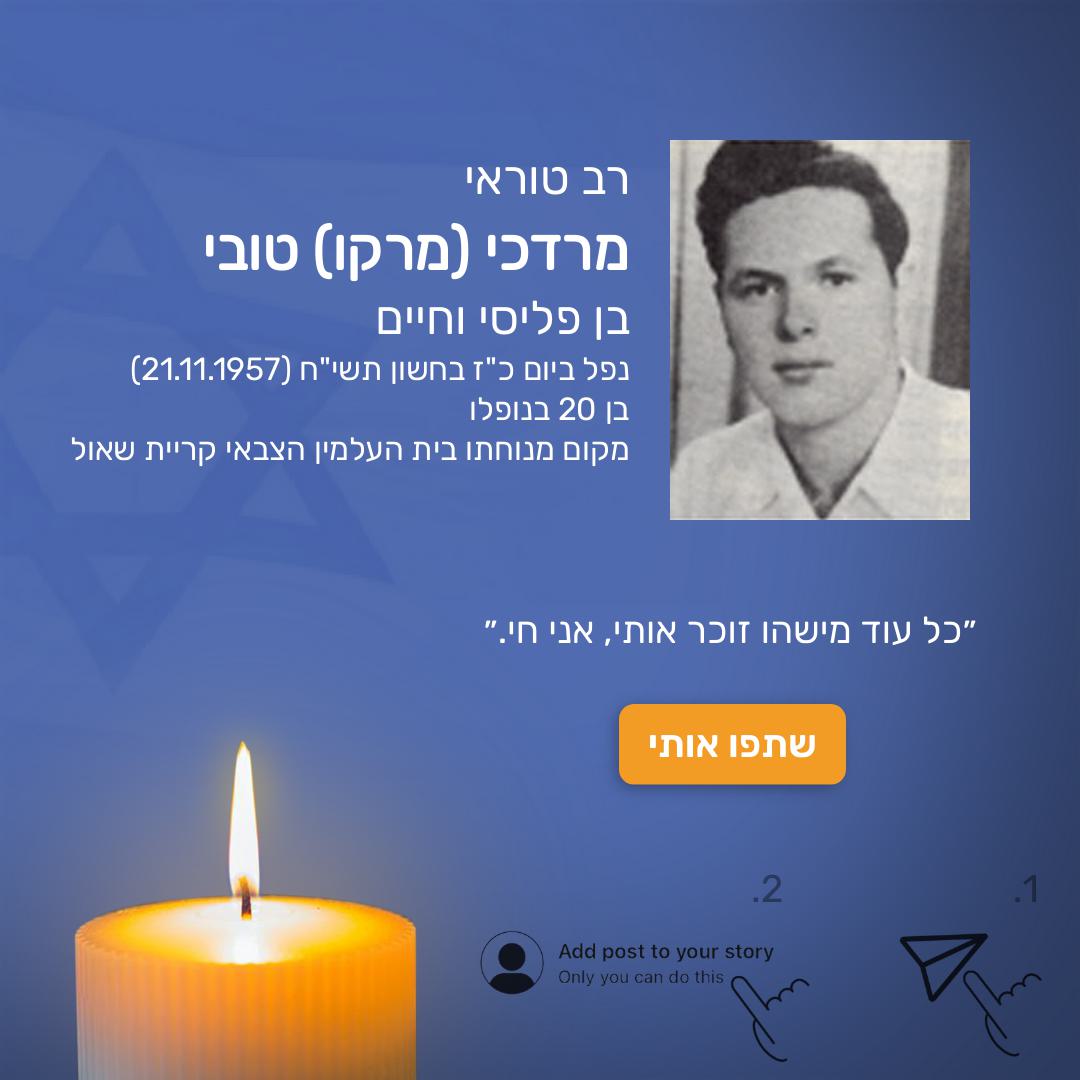 רב טוראי
מרדכי (מרקו) טובי
בן פליסי וחיים
נפל ביום כ"ז בחשון תשי"ח (21.11.1957)
בן 20 בנופלו
מקום מנוחתו בית העלמין הצבאי קריית שאול
״כל עוד מישהו זוכר אותי, אני חי.״
שתפו אותי
.1
.2
Add post to your story
Only you can do this